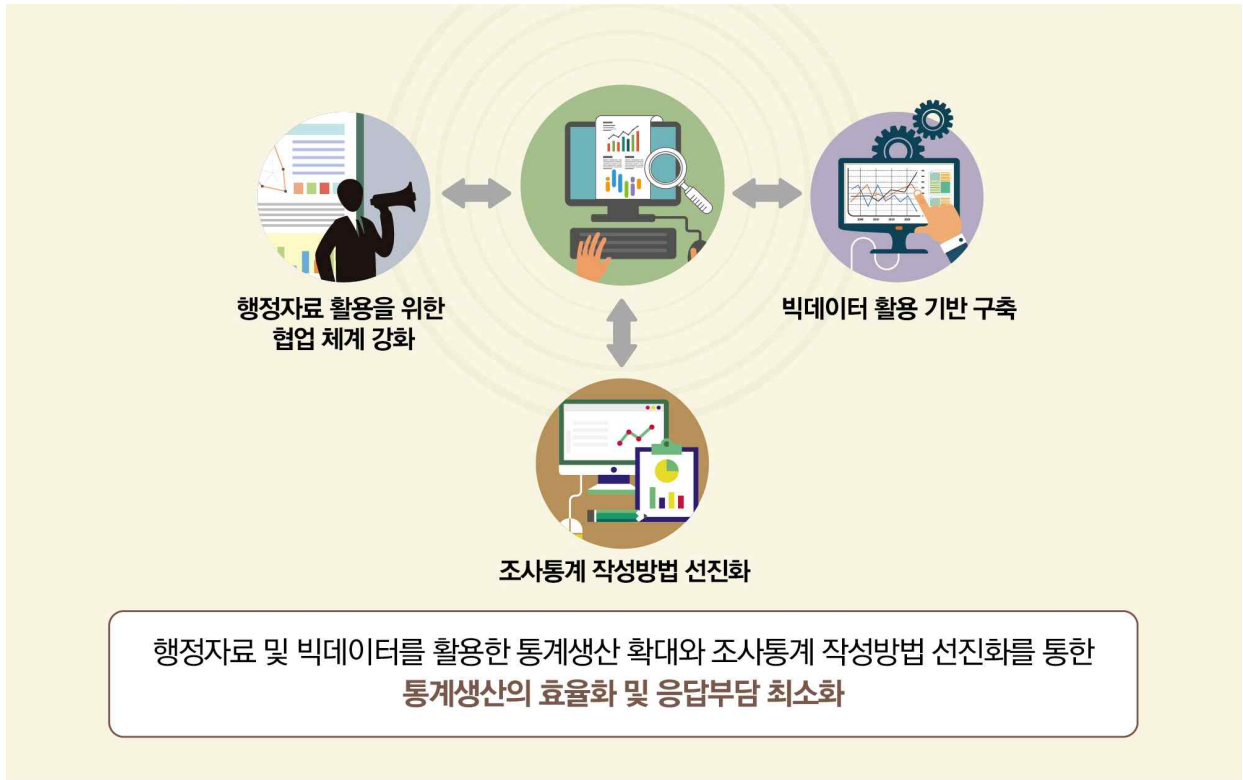 행정자료 활용을 위한
협업 체계 강화
빅데이터 활용 기반 구축
조사통계 작성방법 선진화
행정자료 및 빅데이터를 활용한 통계생산 확대와 조사통계 작성방법 선진화를 통한
통계생산의 효율화 및 응답부담 최소화